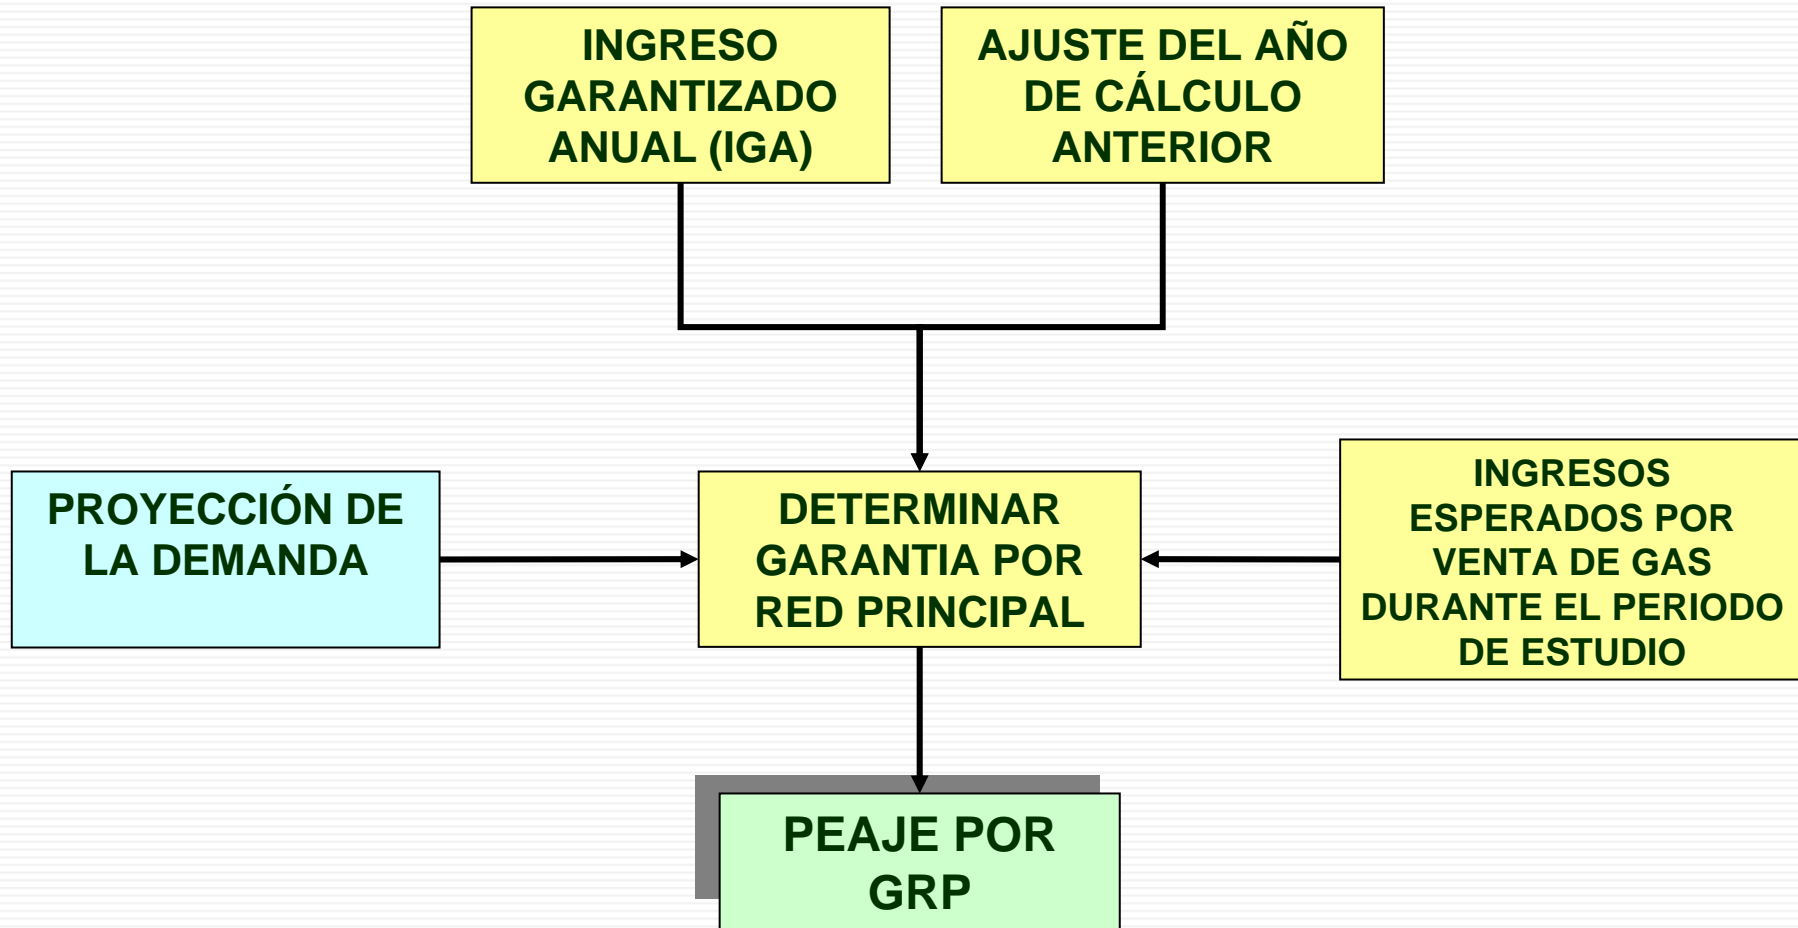 INGRESO
GARANTIZADO
ANUAL (IGA)
AJUSTE DEL AÑO
DE CÁLCULO
ANTERIOR
PROYECCIÓN DE
LA DEMANDA
DETERMINAR
GARANTIA POR
RED PRINCIPAL
INGRESOS
ESPERADOS POR
VENTA DE GAS
DURANTE EL PERIODO
DE ESTUDIO
PEAJE POR
GRP